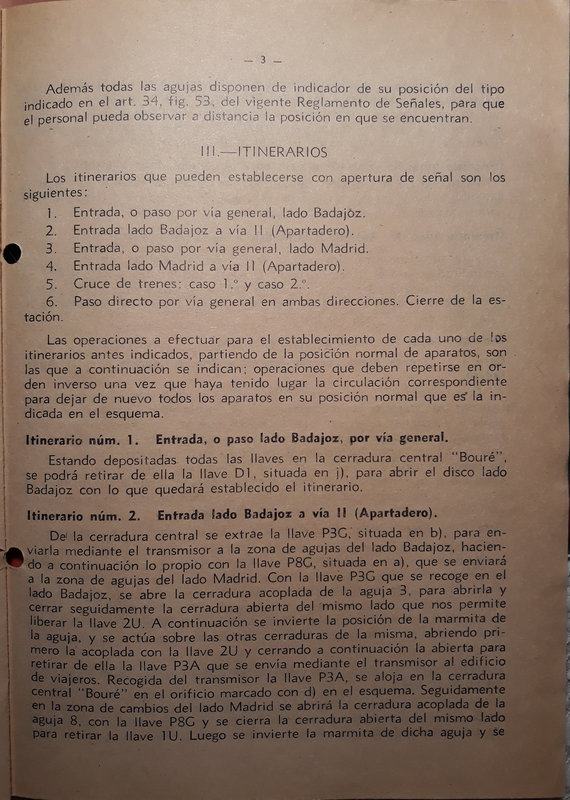 — 3 —
Además todas las agujas disponen de indicador de su posición del tipo
indicado en el art. 34, fig. 53, del vigente Reglamento de Señales, para que
el personal pueda observar a distancia la posición en que se encuentran.
III.—ITINERARIOS
Los itinerarios que pueden establecerse con apertura de señal son los
siguientes:
1. Entrada, o paso por vía general, lado Badajoz.
2. Entrada lado Badajoz a vía II (Apartadero).
3. Entrada, o paso por vía general, lado Madrid.
4. Entrada lado Madrid a vía II (Apartadero).
5. Cruce de trenes: caso 1.º y caso 2.º.
6. Paso directo por vía general en ambas direcciones. Cierre de la es-
tación.
Las operaciones a efectuar para el establecimiento de cada uno de los
itinerarios antes indicados, partiendo de la posición normal de aparatos, son
las que a continuación se indican; operaciones que deben repetirse en or-
den inverso una vez que haya tenido lugar la circulación correspondiente
para dejar de nuevo todos los aparatos en su posición normal que es la in-
dicada en el esquema.
Itinerario núm. 1. Entrada, o paso lado Badajoz, por vía general.
Estando depositadas todas las llaves en la cerradura central "Bouré",
se podrá retirar de ella la llave D1, situada en j), para abrir el disco lado
Badajoz con lo que quedará establecido el itinerario.
Itinerario núm. 2. Entrada lado Badajoz a vía II (Apartadero).
De la cerradura central se extrae la llave P3G, situada en b), para en-
viarla mediante el transmisor a la zona de agujas del lado Badajoz, hacien-
do a continuación lo propio con la llave P8G, situada en a), que se enviará
a la zona de agujas del lado Madrid. Con la llave P3G que se recoge en el
lado Badajoz, se abre la cerradura acoplada de la aguja 3, para abrirla y
cerrar seguidamente la cerradura abierta del mismo lado que nos permite
liberar la llave 2U. A continuación se invierte la posición de la marmita de
la aguja, y se actúa sobre las otras cerraduras de la misma, abriendo pri-
mero la acoplada con la llave 2U y cerrando a continuación la abierta para
retirar de ella la llave P3A que se envía mediante el transmisor al edificio
de viajeros. Recogida del transmisor la llave P3A, se aloja en la cerradura
central "Bouré" en el orificio marcado con d) en el esquema. Seguidamente
en la zona de cambios del lado Madrid se abrirá la cerradura acoplada de la
aguja 8, con la llave P8G y se cierra la cerradura abierta del mismo lado
para retirar la llave 1U. Luego se invierte la marmita de dicha aguja y se